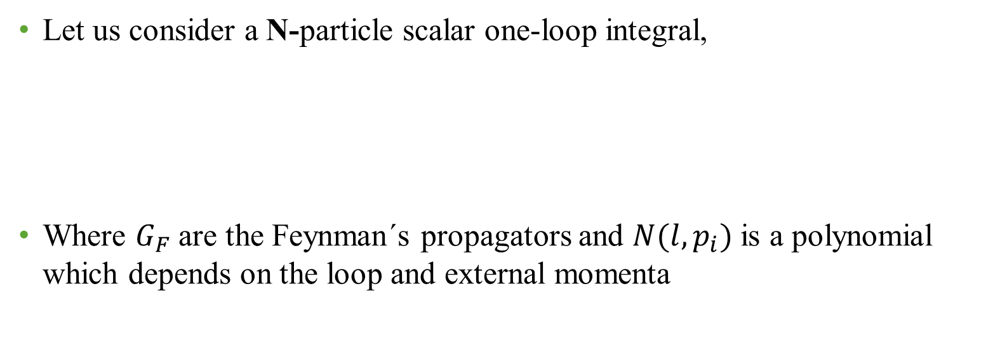 • Let us consider a N-particle scalar one-loop integral,
• Where G_F are the Feynman´s propagators and N(l, p_i) is a polynomial
which depends on the loop and external momenta